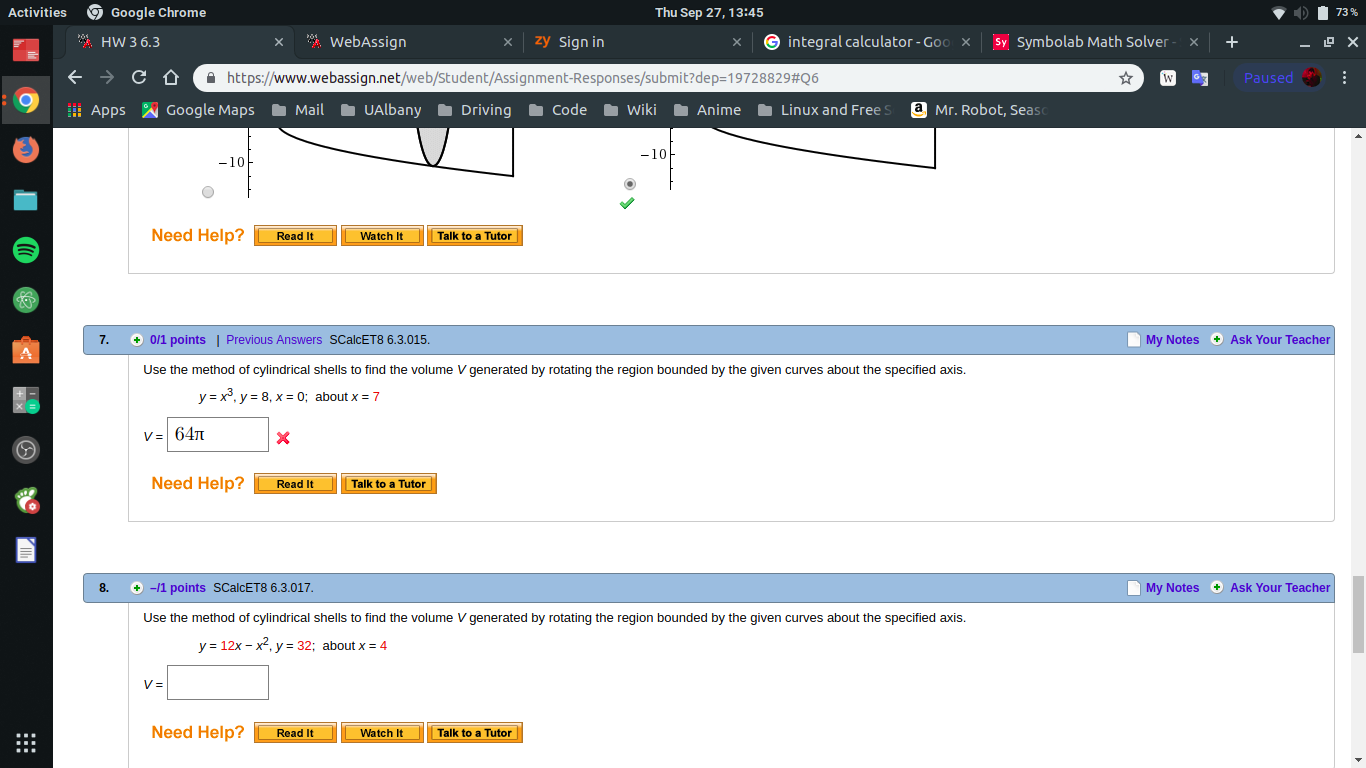 Activities Google Chrome Thu Sep 27, 13:45 73%
HW 3 6.3 WebAssign zy Sign in G integral calculator - Goo Sy Symbolab Math Solver -
https://www.webassign.net/web/Student/Assignment-Responses/submit?dep=19728829#Q6 W Paused
Apps Google Maps Mail UAlbany Driving Code Wiki Anime Linux and Free S a Mr. Robot, Seaso
−10 −10
Need Help? Read It Watch It Talk to a Tutor
7. 0/1 points | Previous Answers SCalcET8 6.3.015. My Notes Ask Your Teacher
Use the method of cylindrical shells to find the volume V generated by rotating the region bounded by the given curves about the specified axis.
y = x³, y = 8, x = 0; about x = 7
V = 64π
Need Help? Read It Talk to a Tutor
8. –/1 points SCalcET8 6.3.017. My Notes Ask Your Teacher
Use the method of cylindrical shells to find the volume V generated by rotating the region bounded by the given curves about the specified axis.
y = 12x − x², y = 32; about x = 4
V =
Need Help? Read It Watch It Talk to a Tutor